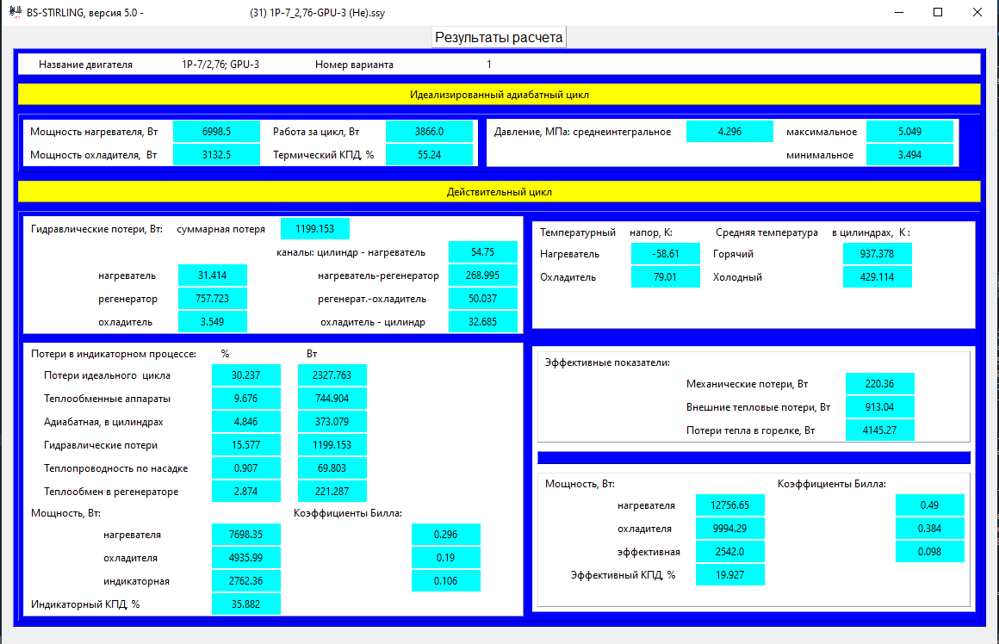 BS-STIRLING, версия 5.0 - (31) 1P-7_2,76-GPU-3 (He).ssy
Результаты расчета
Название двигателя 1P-7/2,76; GPU-3 Номер варианта 1
Идеализированный адиабатный цикл
Мощность нагревателя, Вт 6998.5 Работа за цикл, Вт 3866.0 Давление, МПа: среднеинтегральное 4.296 максимальное 5.049
Мощность охладителя, Вт 3132.5 Термический КПД, % 55.24 минимальное 3.494
Действительный цикл
Гидравлические потери, Вт: суммарная потеря 1199.153
каналы: цилиндр - нагреватель 54.75
нагреватель 31.414 нагреватель-регенератор 268.995
регенератор 757.723 регенерат.-охладитель 50.037
охладитель 3.549 охладитель - цилиндр 32.685
Температурный напор, К: Средняя температура в цилиндрах, К :
Нагреватель -58.61 Горячий 937.378
Охладитель 79.01 Холодный 429.114
Потери в индикаторном процессе: % Вт
Потери идеального цикла 30.237 2327.763
Теплообменные аппараты 9.676 744.904
Адиабатная, в цилиндрах 4.846 373.079
Гидравлические потери 15.577 1199.153
Теплопроводность по насадке 0.907 69.803
Теплообмен в регенераторе 2.874 221.287
Мощность, Вт: Коэффициенты Билла:
нагревателя 7698.35 0.296
охладителя 4935.99 0.19
индикаторная 2762.36 0.106
Индикаторный КПД, % 35.882
Эффективные показатели:
Механические потери, Вт 220.36
Внешние тепловые потери, Вт 913.04
Потери тепла в горелке, Вт 4145.27
Мощность, Вт: Коэффициенты Билла:
нагревателя 12756.65 0.49
охладителя 9994.29 0.384
эффективная 2542.0 0.098
Эффективный КПД, % 19.927